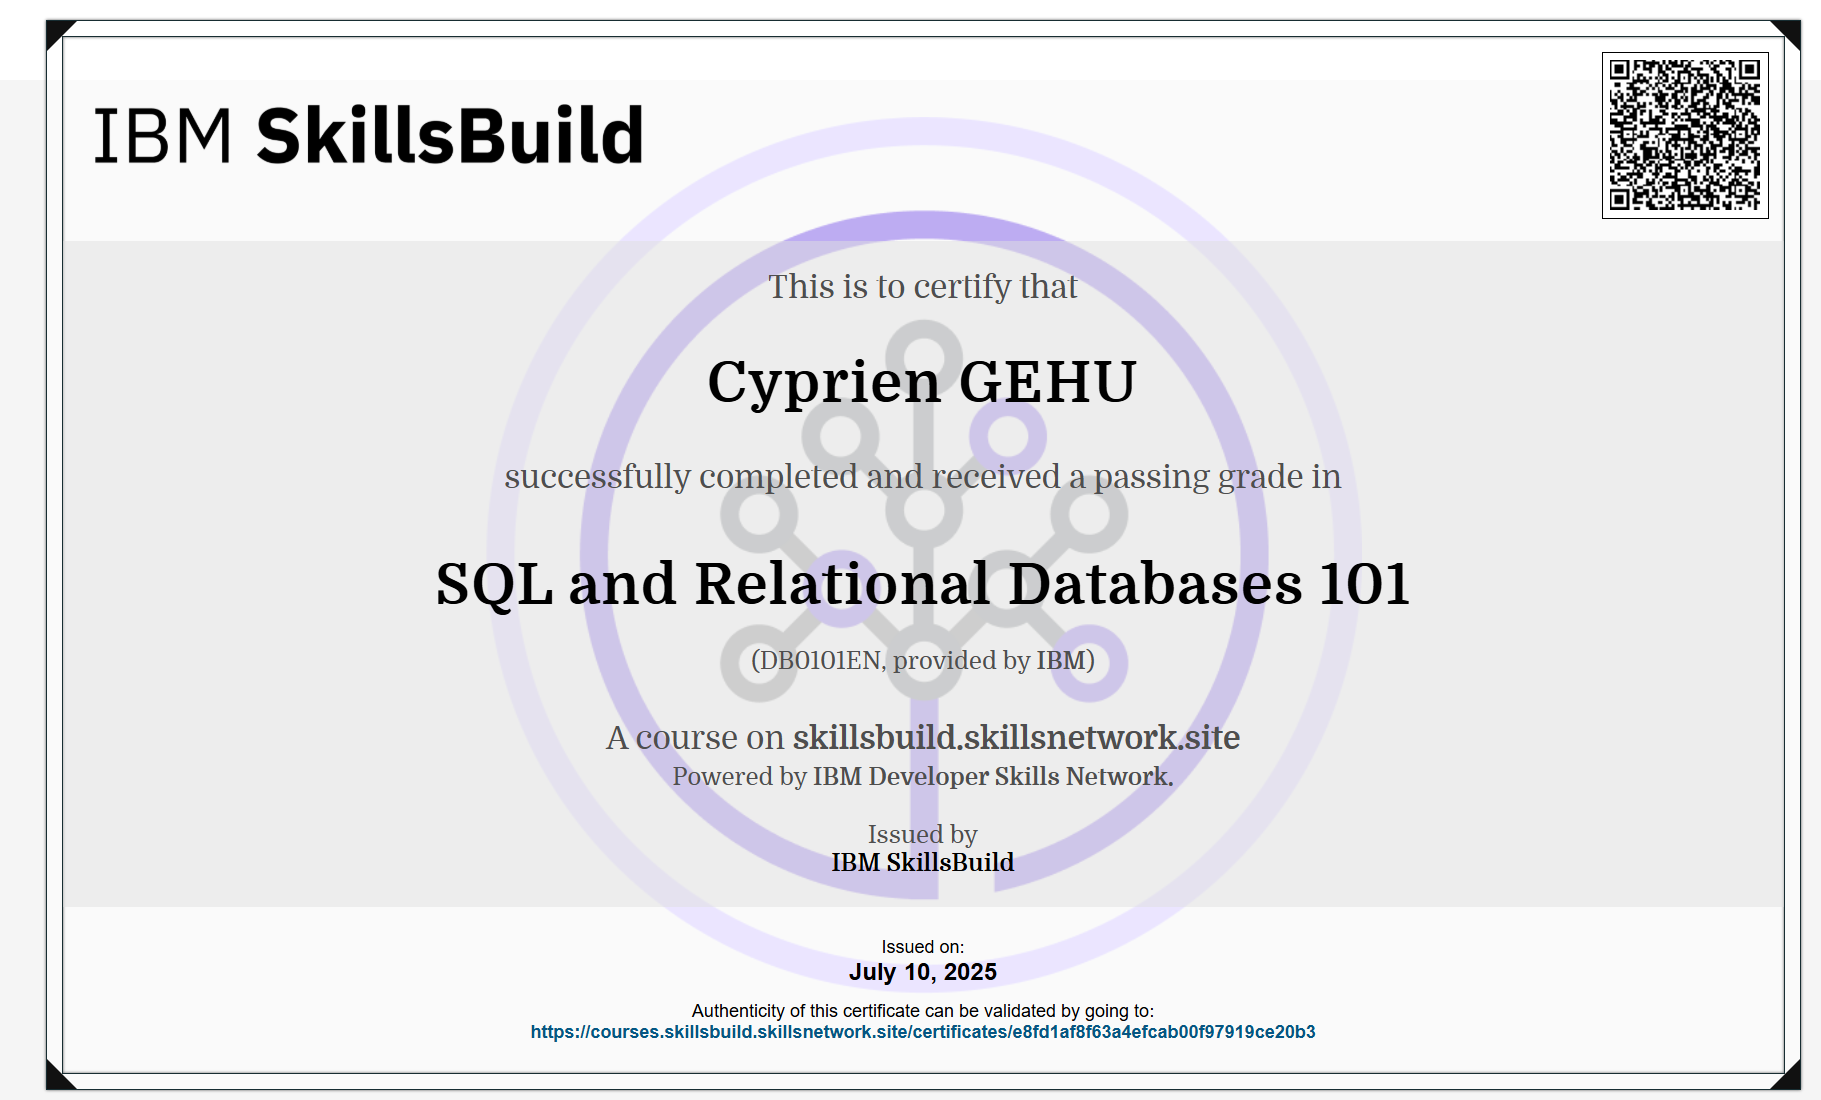 IBM SkillsBuild
This is to certify that
Cyprien GEHU
successfully completed and received a passing grade in
SQL and Relational Databases 101
(DB0101EN, provided by IBM)
A course on skillsbuild.skillsnetwork.site
Powered by IBM Developer Skills Network.
Issued by
IBM SkillsBuild
Issued on:
July 10, 2025
Authenticity of this certificate can be validated by going to:
https://courses.skillsbuild.skillsnetwork.site/certificates/e8fd1af8f63a4efcab00f97919ce20b3